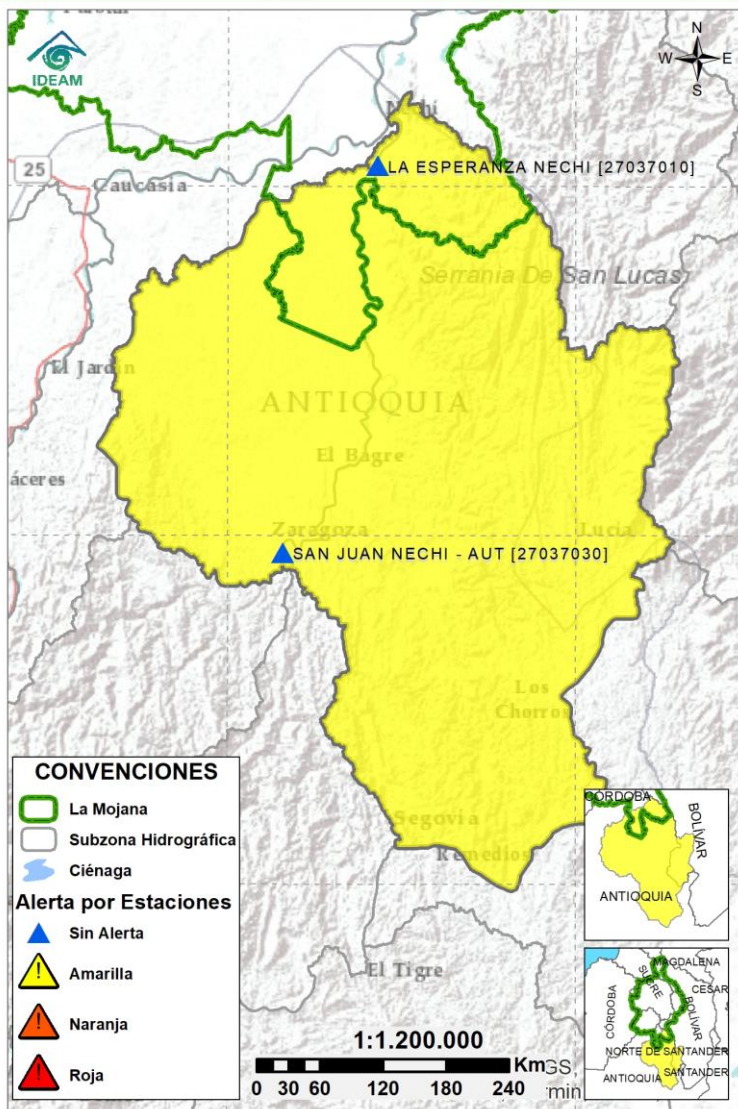 IDEAM
N
W E
S
25
Caucasia
LA ESPERANZA NECHI [27037010]
Serrania De San Lucas
El Jardin
ANTIOQUIA
El Bagre
áceres
Zaragoza
Lucia
SAN JUAN NECHI - AUT [27037030]
Los
Chorros
Segovia
Remedios
El Tigre
CONVENCIONES
La Mojana
Subzona Hidrográfica
Ciénaga
Alerta por Estaciones
Sin Alerta
Amarilla
Naranja
Roja
1:1.200.000
Km
0 30 60 120 180 240
GS,
min
CÓRDOBA
BOLÍVAR
ANTIOQUIA
MAGDALENA
SUCRE
CESAR
CÓRDOBA
BOLÍVAR
NORTE DE SANTANDER
ANTIOQUIA
SANTANDER